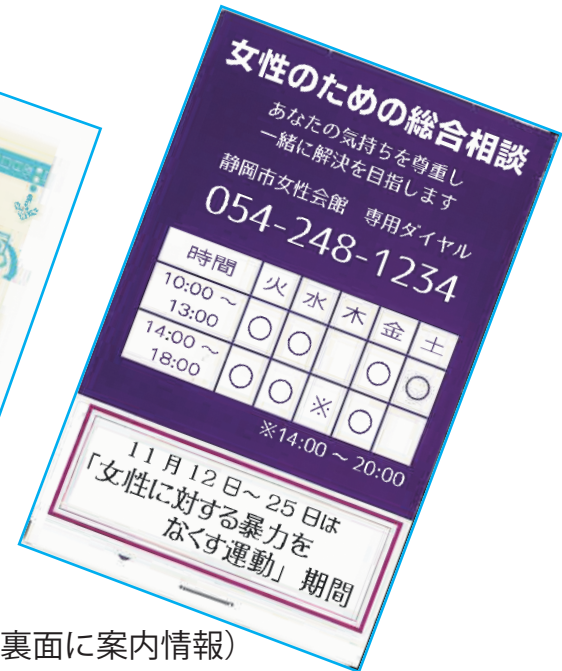 女性のための総合相談
あなたの気持ちを尊重し
一緒に解決を目指します
静岡市女性会館 専用ダイヤル
054-248-1234
時間 火 水 木 金 土
10:00～13:00 ○ ○ ○ ○
14:00～18:00 ○ ○ ※ ○
※14:00～20:00
11月12日～25日は
「女性に対する暴力を
なくす運動」期間
裏面に案内情報）